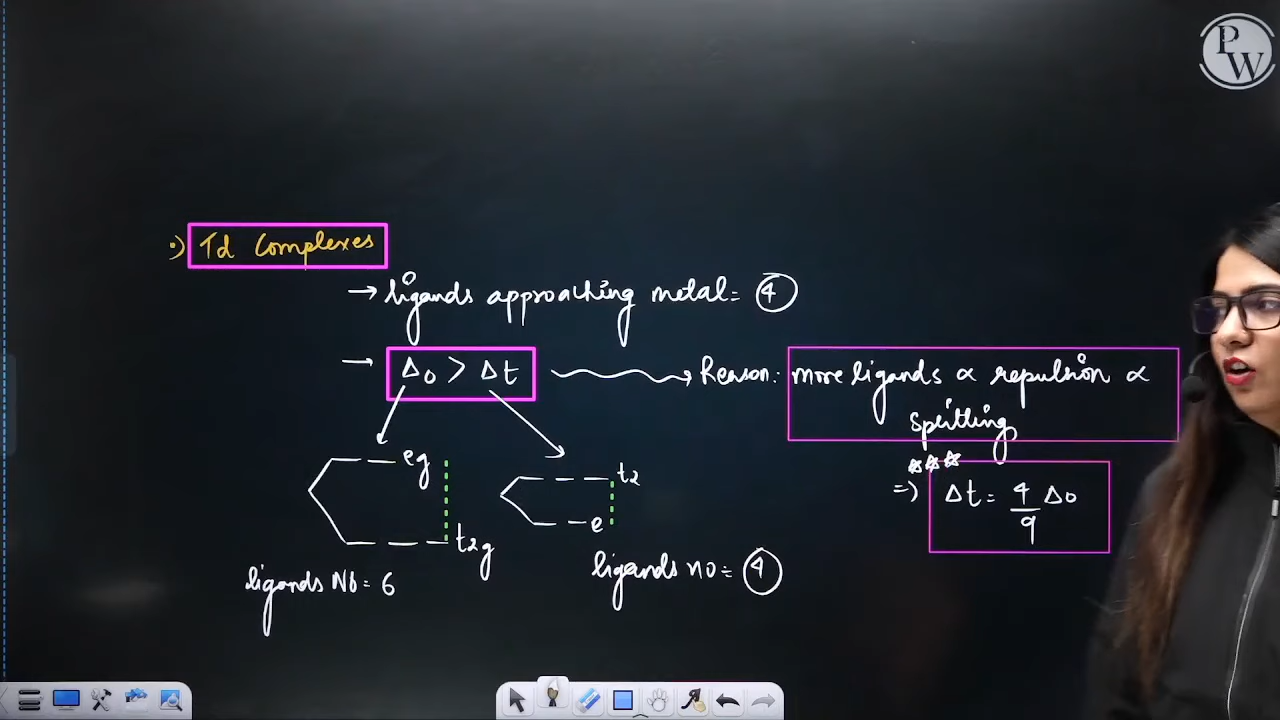 PW
·) Td Complexes
→ ligands approaching metal = 4
→ Δo > Δt → Reason: more ligands ∝ repulsion ∝
splitting
eg
t2
⇒) Δt = 4/9 Δo
e
t2g
ligands No = 6
ligands no = 4